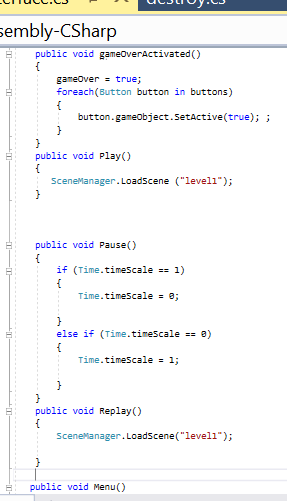 destroy.cs
sembly-CSharp
public void gameOverActivated()
{
gameOver = true;
foreach(Button button in buttons)
{
button.gameObject.SetActive(true); ;
}
}
public void Play()
{
SceneManager.LoadScene ("level1");
}
public void Pause()
{
if (Time.timeScale == 1)
{
Time.timeScale = 0;
}
else if (Time.timeScale == 0)
{
Time.timeScale = 1;
}
}
public void Replay()
{
SceneManager.LoadScene("level1");
}
public void Menu()